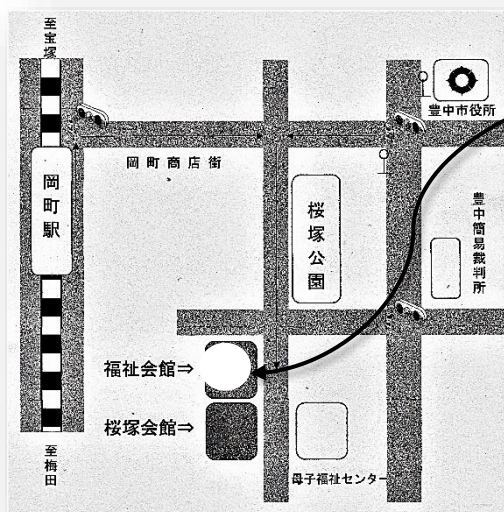 至宝塚
豊中市役所
岡町商店街
岡町駅
桜塚公園
豊中簡易裁判所
福祉会館⇒
桜塚会館⇒
至梅田
母子福祉センター